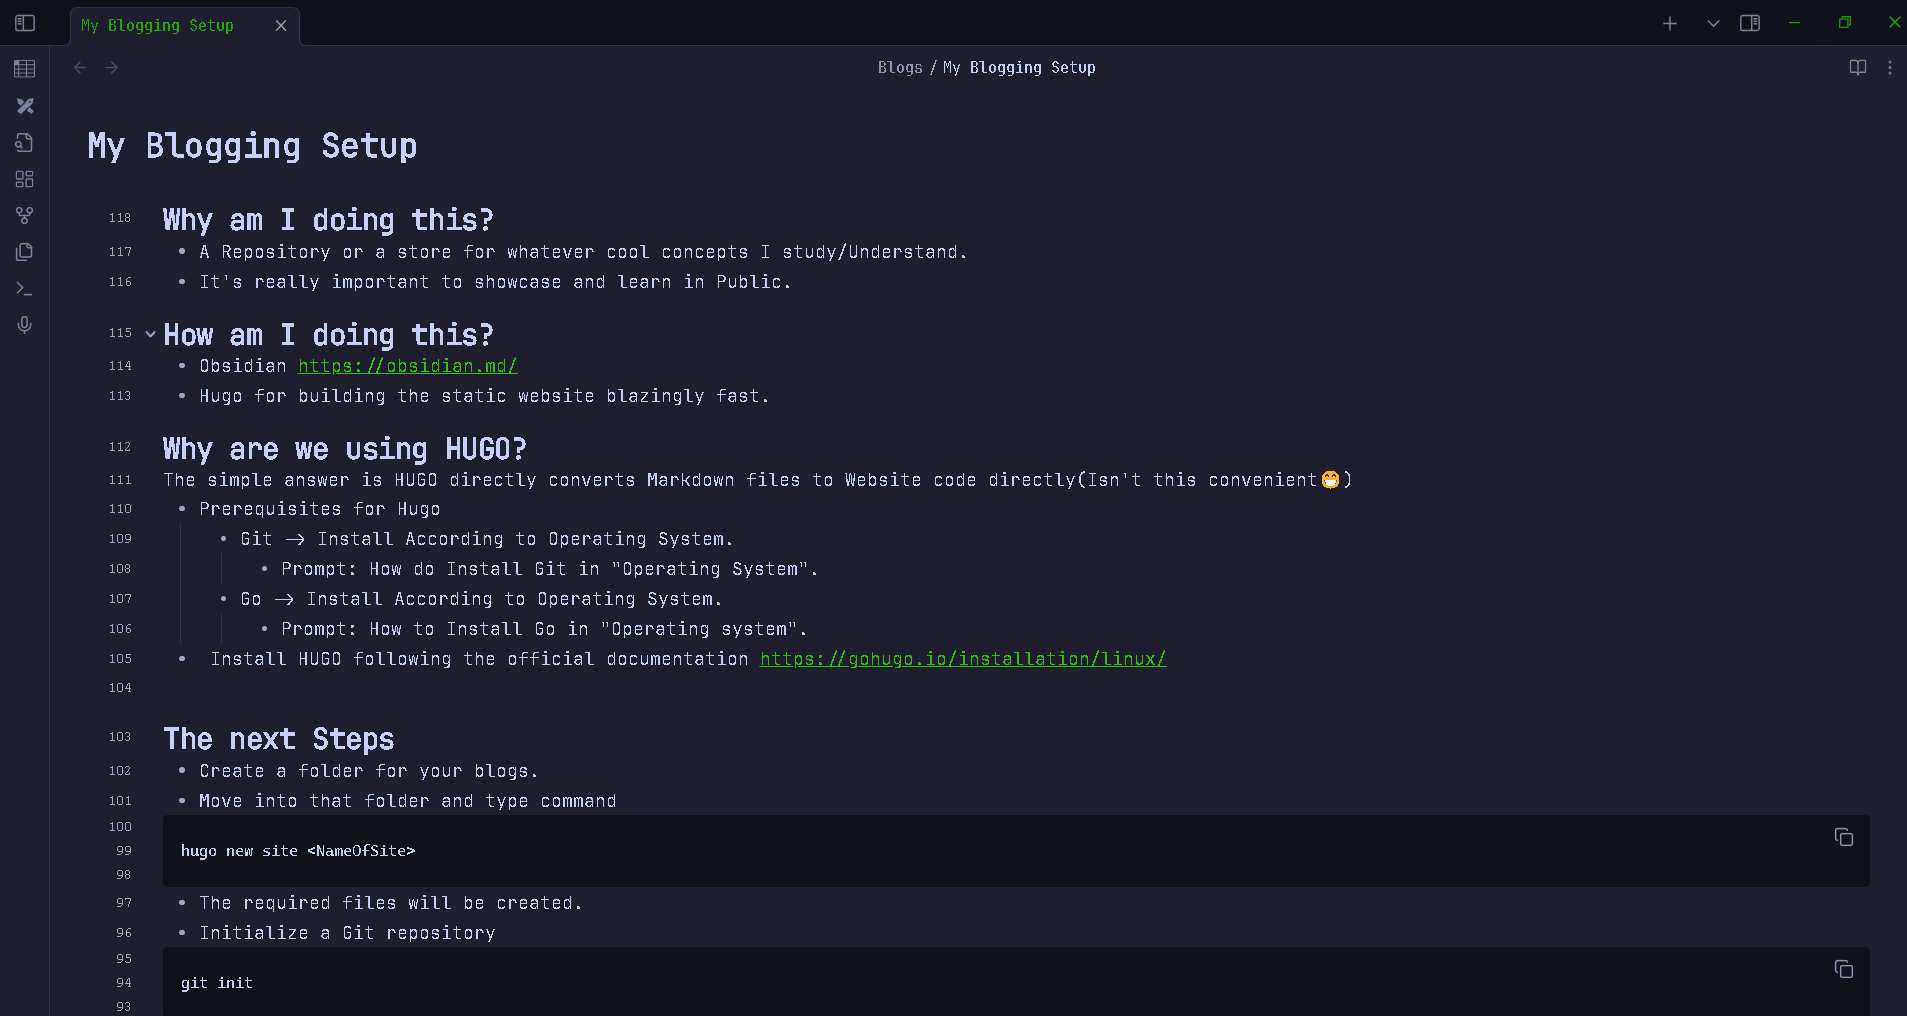 My Blogging Setup
Blogs / My Blogging Setup
My Blogging Setup
118 Why am I doing this?
117 • A Repository or a store for whatever cool concepts I study/Understand.
116 • It's really important to showcase and learn in Public.
115 How am I doing this?
114 • Obsidian https://obsidian.md/
113 • Hugo for building the static website blazingly fast.
112 Why are we using HUGO?
111 The simple answer is HUGO directly converts Markdown files to Website code directly(Isn't this convenient😁)
110 • Prerequisites for Hugo
109 • Git -> Install According to Operating System.
108 • Prompt: How do Install Git in "Operating System".
107 • Go -> Install According to Operating System.
106 • Prompt: How to Install Go in "Operating system".
105 • Install HUGO following the official documentation https://gohugo.io/installation/linux/
104
103 The next Steps
102 • Create a folder for your blogs.
101 • Move into that folder and type command
100
99 hugo new site <NameOfSite>
98
97 • The required files will be created.
96 • Initialize a Git repository
95
94 git init
93